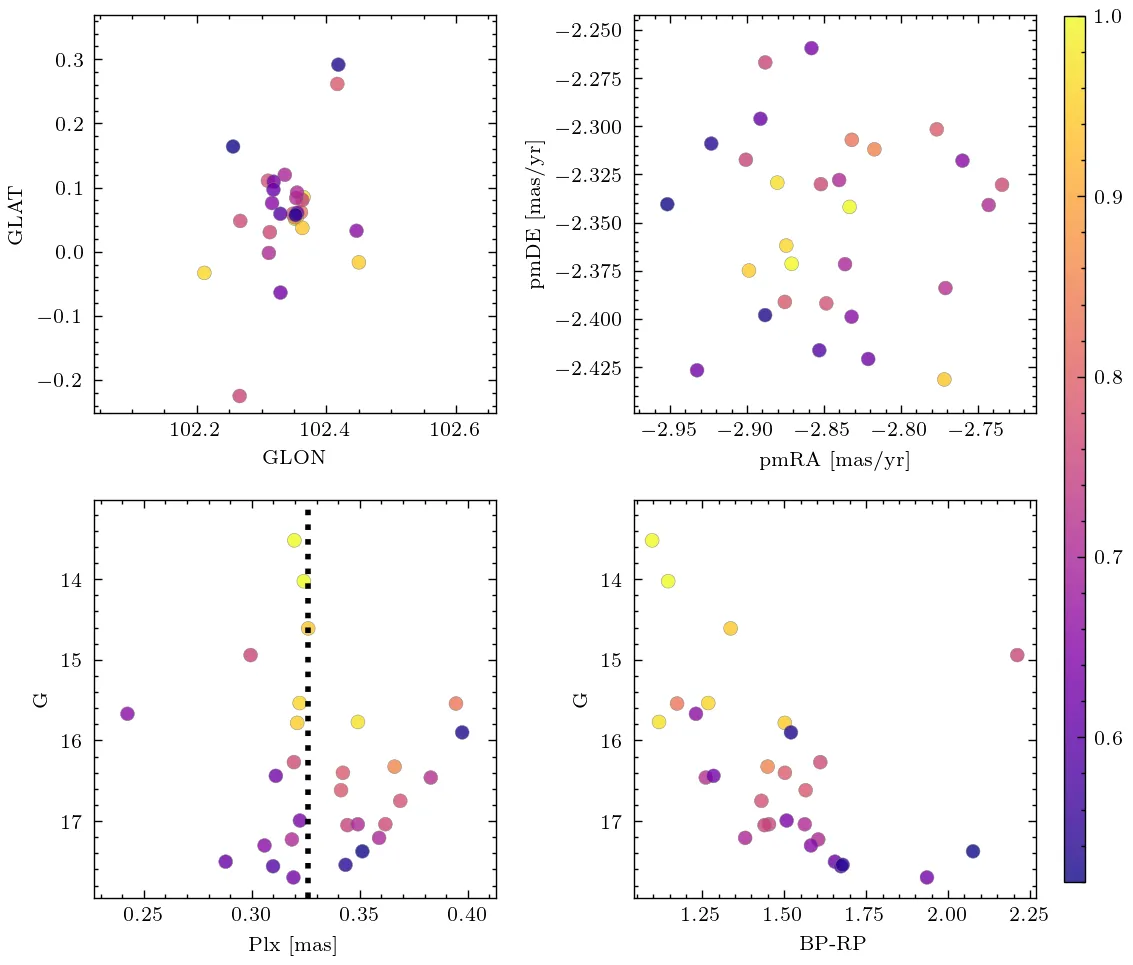 0.3
0.2
0.1
0.0
−0.1
−0.2
GLAT
102.2 102.4 102.6
GLON
−2.250
−2.275
−2.300
−2.325
−2.350
−2.375
−2.400
−2.425
pmDE [mas/yr]
−2.95 −2.90 −2.85 −2.80 −2.75
pmRA [mas/yr]
14
15
16
17
G
0.25 0.30 0.35 0.40
Plx [mas]
14
15
16
17
G
1.25 1.50 1.75 2.00 2.25
BP-RP
1.0
0.9
0.8
0.7
0.6